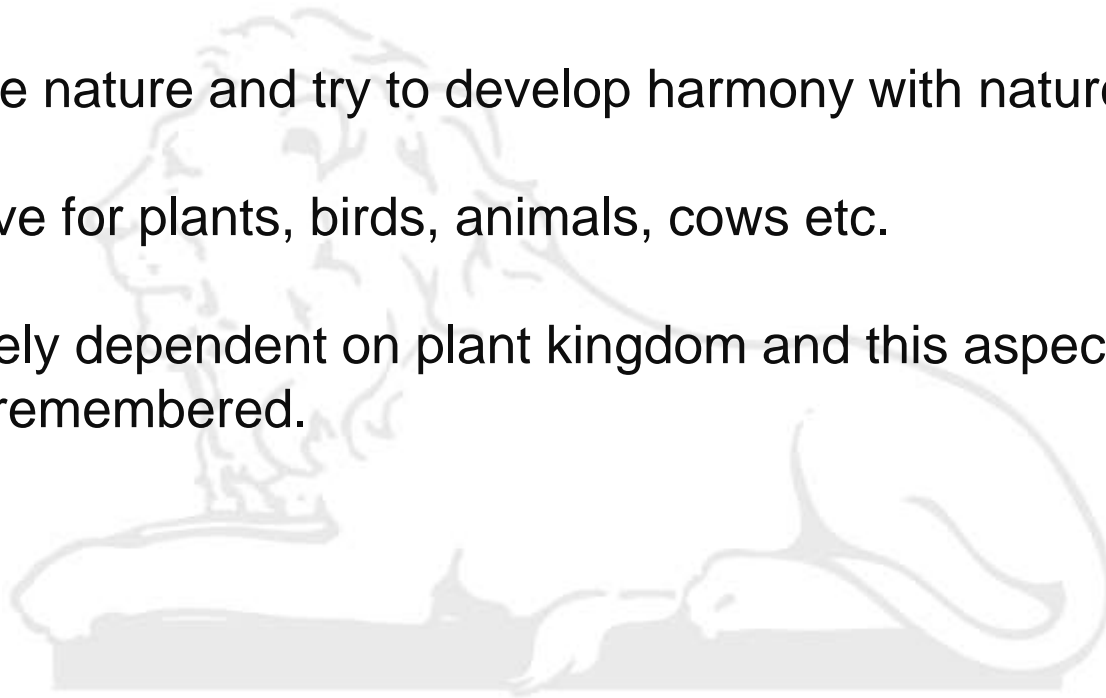 e nature and try to develop harmony with nature
ve for plants, birds, animals, cows etc.
ely dependent on plant kingdom and this aspec
remembered.